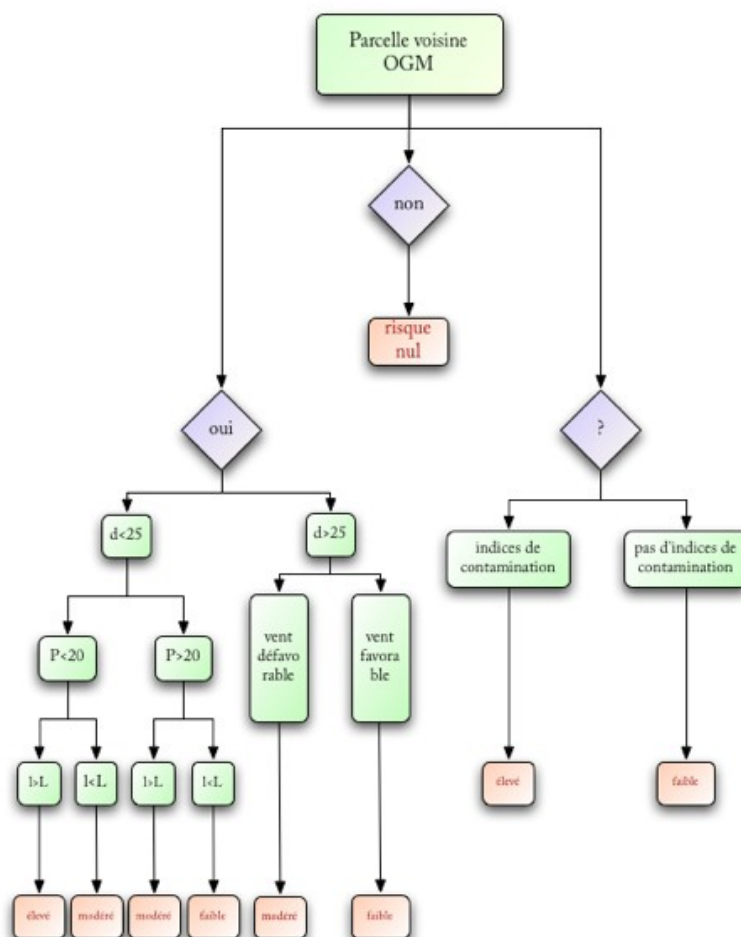 Parcelle voisine
OGM
non
risque
nul
oui
?
d<25
d>25
indices de
contamination
pas d'indices de
contamination
P<20
P>20
vent
défavo
rable
vent
favora
ble
l>L
l<L
l>L
l<L
élevé
faible
élevé
modéré
modéré
faible
modéré
faible